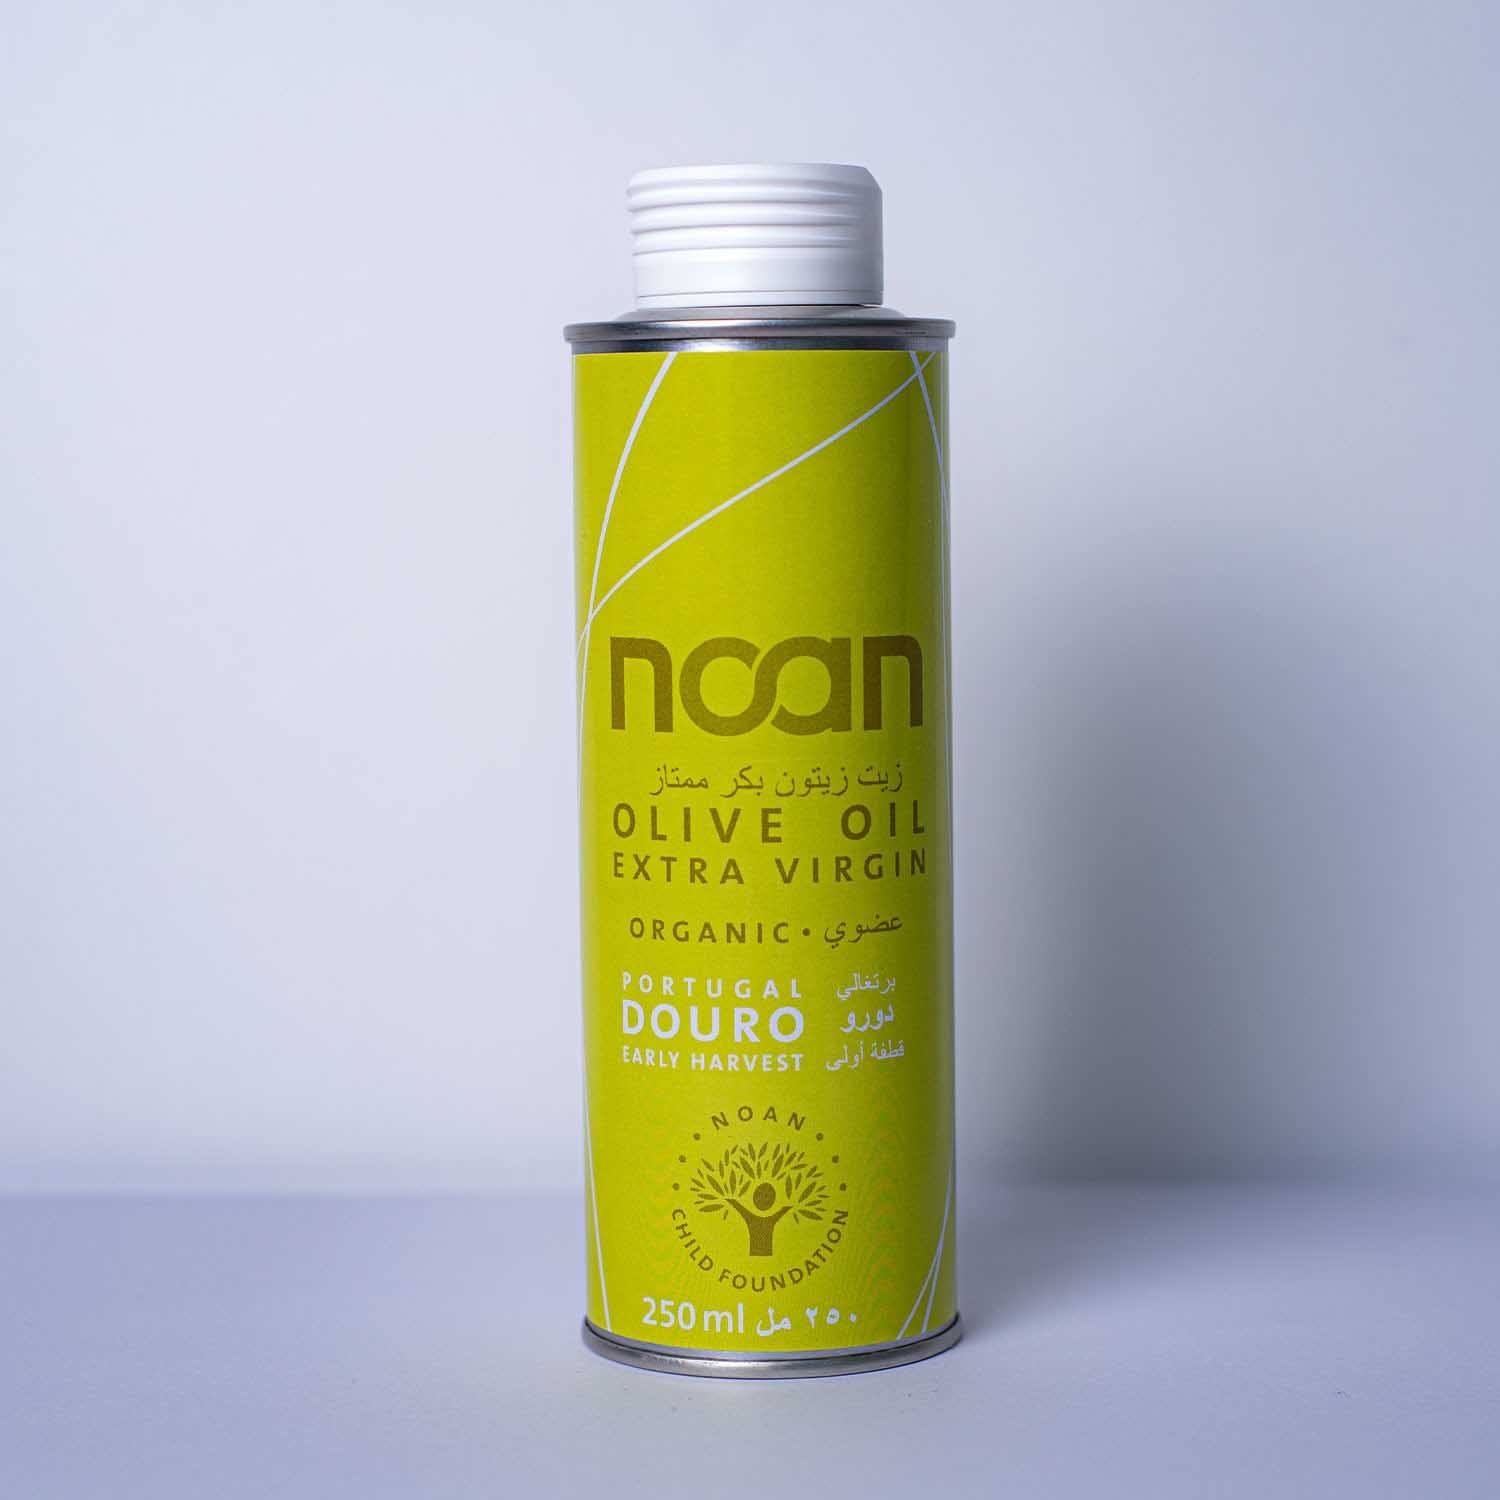 noan
زيت زيتون بكر ممتاز
OLIVE OIL
EXTRA VIRGIN
ORGANIC • عضوي
PORTUGAL برتغالي
DOURO دورو
EARLY HARVEST قطفة أولى
NOAN
CHILD FOUNDATION
250ml ٢٥٠ مل